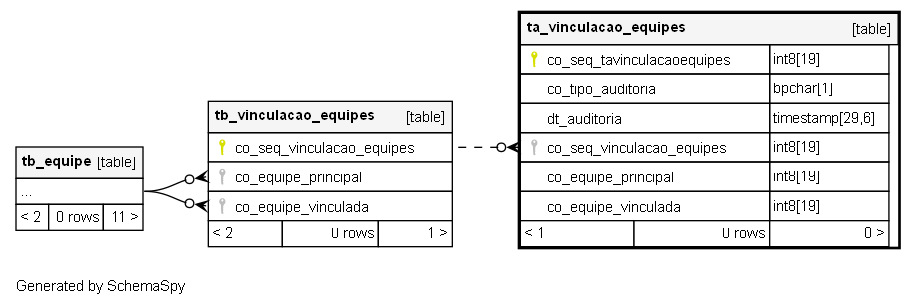 ta_vinculacao_equipes [table]
co_seq_tavinculacaoequipes int8[19]
co_tipo_auditoria bpchar[1]
dt_auditoria timestamp[29,6]
co_seq_vinculacao_equipes int8[19]
co_equipe_principal int8[19]
co_equipe_vinculada int8[19]
< 1 0 rows 0 >
tb_vinculacao_equipes [table]
co_seq_vinculacao_equipes
co_equipe_principal
co_equipe_vinculada
< 2 0 rows 1 >
tb_equipe [table]
...
< 2 0 rows 11 >
Generated by SchemaSpy